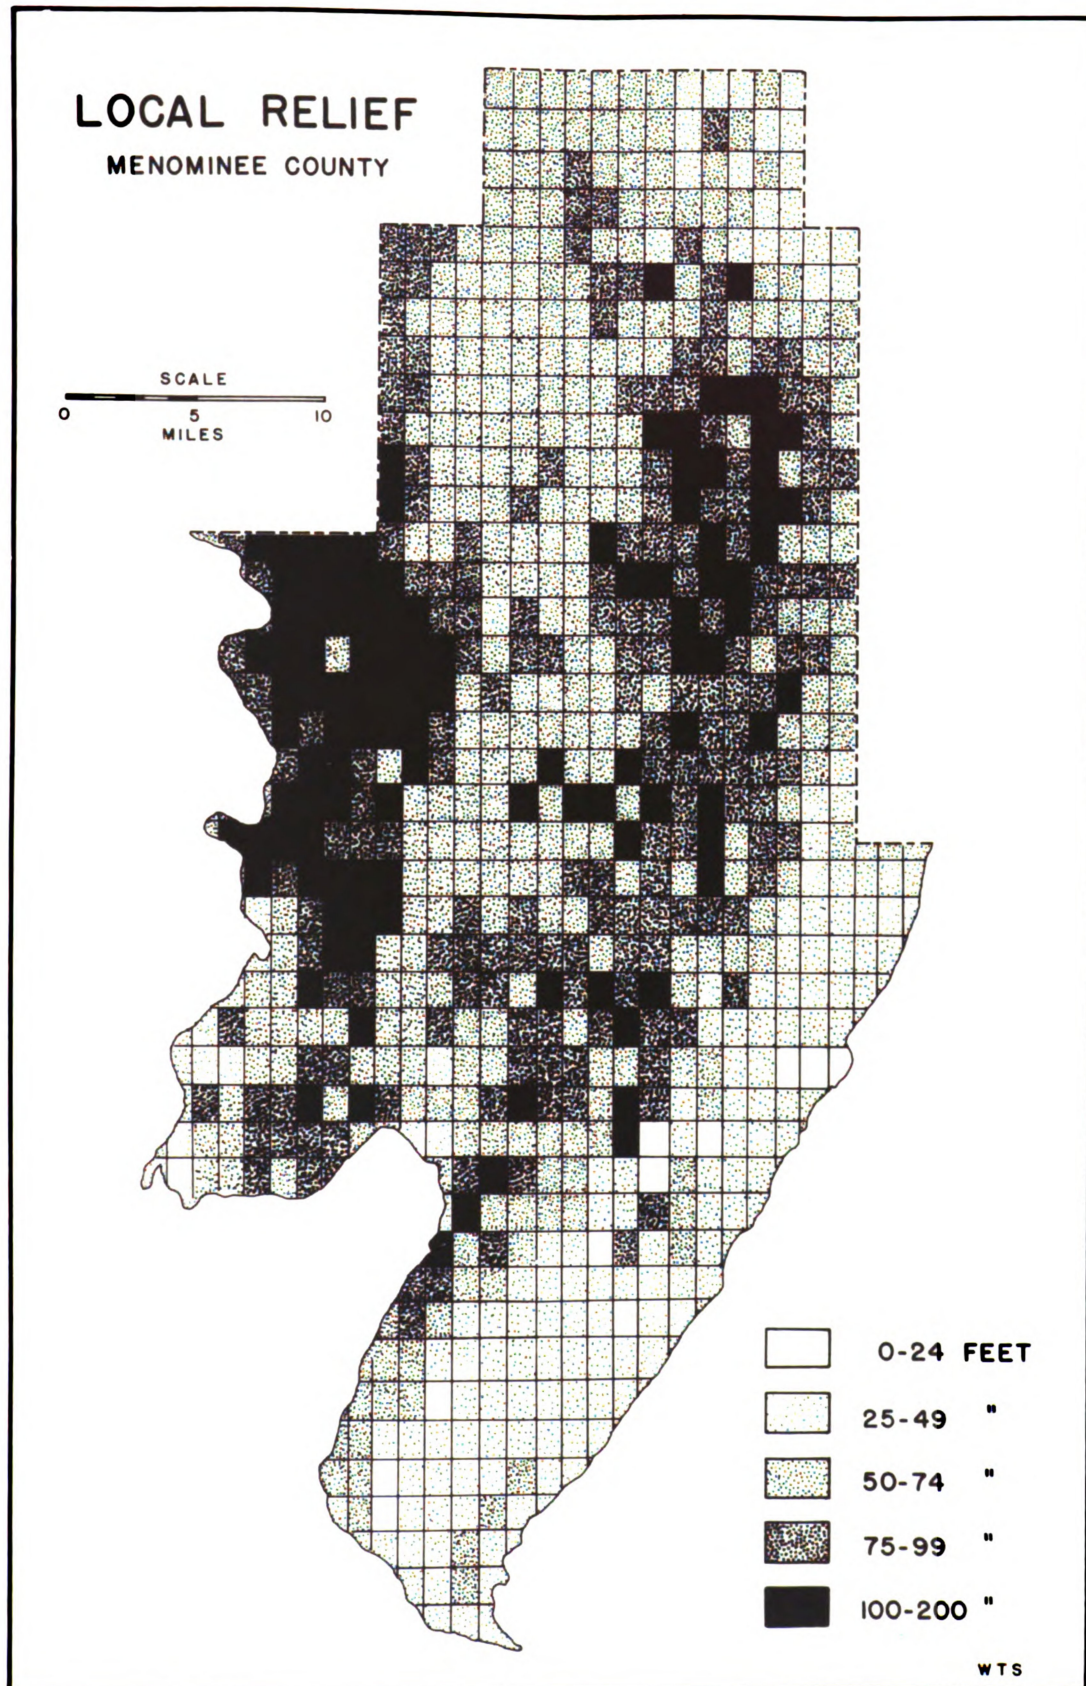 LOCAL RELIEF
MENOMINEE COUNTY
SCALE
0 5 10
MILES
0-24 FEET
25-49 "
50-74 "
75-99 "
100-200 "
WTS